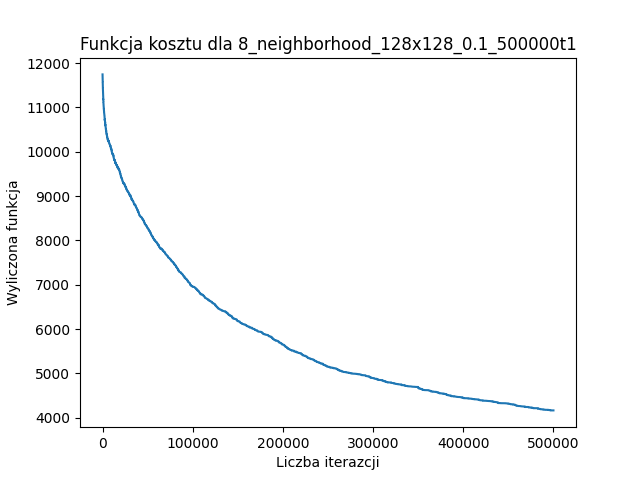 Funkcja kosztu dla 8_neighborhood_128x128_0.1_500000t1
12000
11000
10000
9000
8000
7000
6000
5000
4000
Wyliczona funkcja
0 100000 200000 300000 400000 500000
Liczba iterazcji